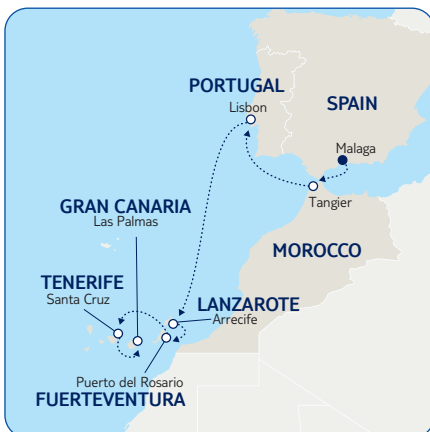 PORTUGAL
Lisbon
SPAIN
Malaga
Tangier
GRAN CANARIA
Las Palmas
MOROCCO
TENERIFE
Santa Cruz
LANZAROTE
Arrecife
Puerto del Rosario
FUERTEVENTURA